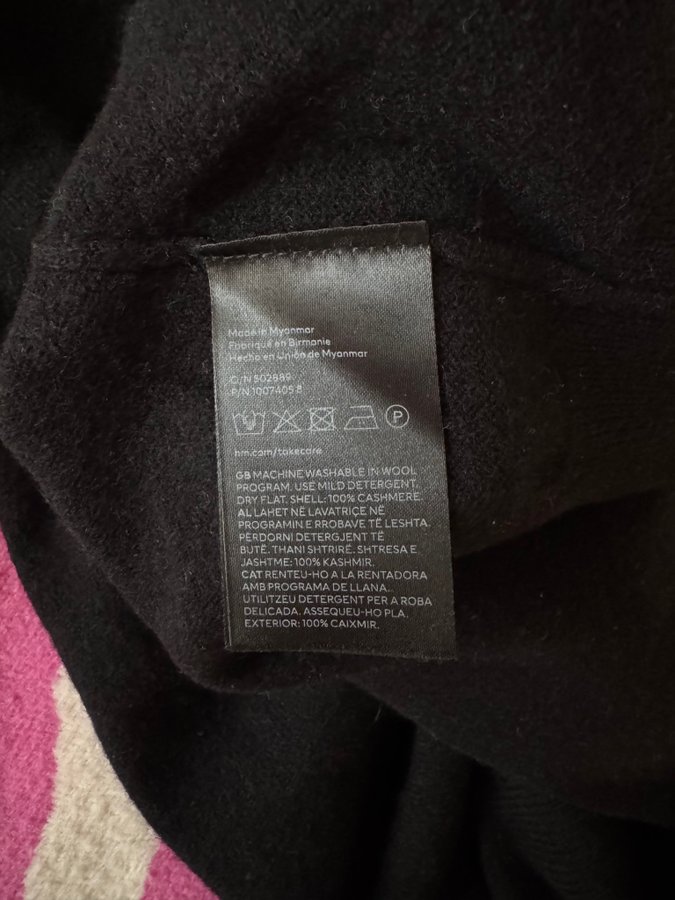 Made in Myanmar
Fabriqué en Birmanie
Hecho en Unión de Myanmar
C/N 502889
P/N 1007405 8
P
hm.com/takecare
GB MACHINE WASHABLE IN WOOL
PROGRAM. USE MILD DETERGENT.
DRY FLAT. SHELL: 100% CASHMERE.
AL LAHET NË LAVATRIÇE NË
PROGRAMIN E RROBAVE TË LESHTA.
PËRDORNI DETERGJENT TË
BUTË. THANI SHTRIRË. SHTRESA E
JASHTME: 100% KASHMIR.
CAT RENTEU-HO A LA RENTADORA
AMB PROGRAMA DE LLANA.
UTILITZEU DETERGENT PER A ROBA
DELICADA. ASSEQUEU-HO PLA.
EXTERIOR: 100% CAIXMIR.